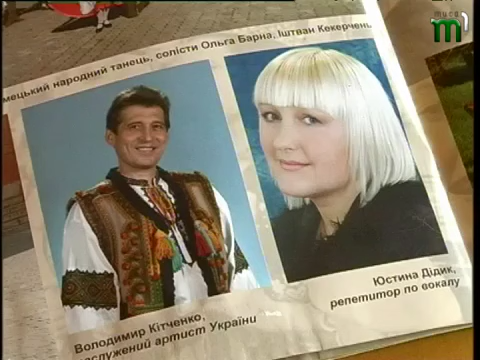 мецький народний танець, солісти Ольга Барна, Іштван Кекерчень
Володимир Кітченко,
заслужений артист України
Юстина Дідик,
репетитор по вокалу